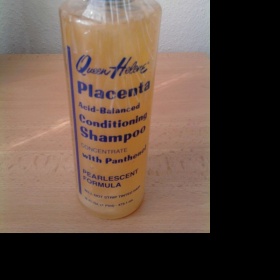 Queen Helene
Placenta
Acid-Balanced
Conditioning
Shampoo
CONCENTRATE
with Panthenol
PEARLESCENT
FORMULA